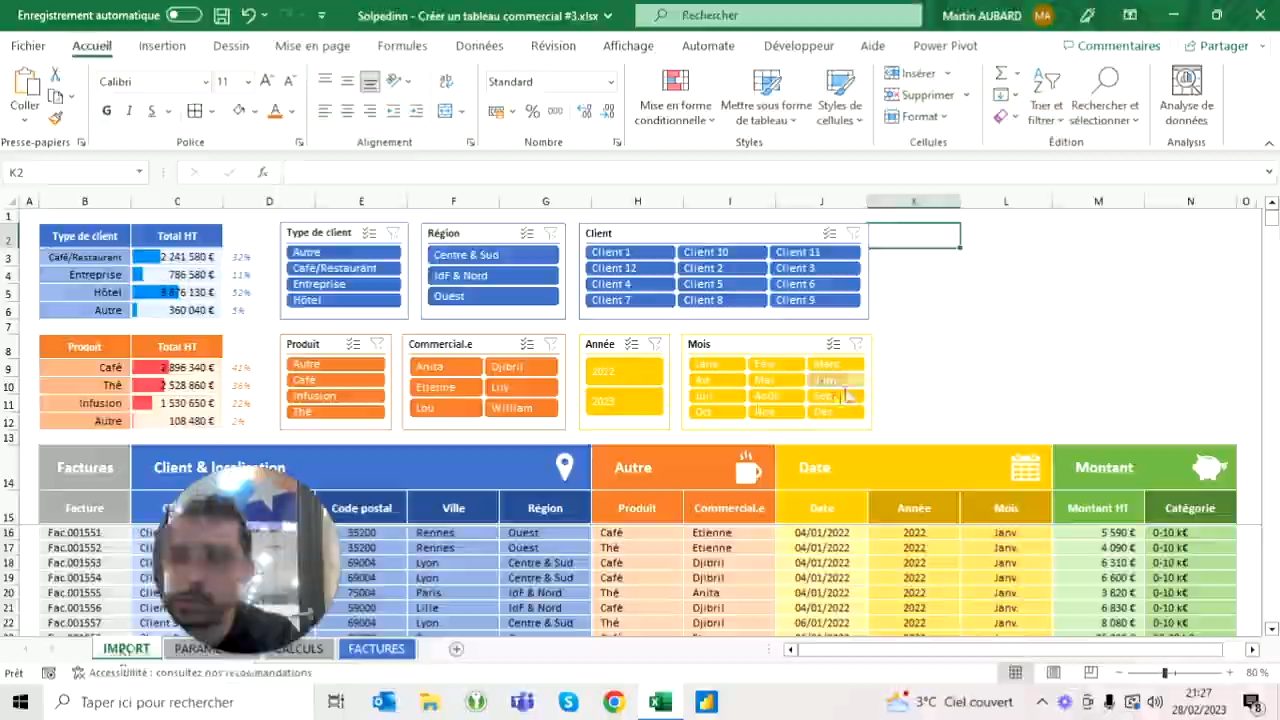 Enregistrement automatique
Solpedinn - Créer un tableau commercial #3.xlsx
Rechercher
Martin AUBARD
MA
Fichier Accueil Insertion Dessin Mise en page Formules Données Révision Affichage Automate Développeur Aide Power Pivot Commentaires Partager
Calibri 11 Standard
Coller
G I S
Mise en forme conditionnelle
Mettre sous forme de tableau
Styles de cellules
Insérer
Supprimer
Format
Trier et filtrer
Rechercher et sélectionner
Analyse de données
Presse-papiers Police Alignement Nombre Styles Cellules Édition Analysis
K2 fx
A B C D E F G H I J K L M N O
Type de client Total HT
Café/Restaurant 2 241 580 € 32%
Entreprise 786 580 € 11%
Hôtel 130 € 52%
Autre 360 040 € 5%
Type de client
Autre
Café/Restaurant
Entreprise
Hôtel
Région
Centre & Sud
IdF & Nord
Ouest
Client
Client 1 Client 10 Client 11
Client 12 Client 2 Client 3
Client 4 Client 5 Client 6
Client 7 Client 8 Client 9
Produit Total HT
Café 2 896 340 € 41%
Thé 2 528 860 € 36%
Infusion 1 530 650 € 22%
Autre 108 480 € 2%
Produit
Autre
Café
Infusion
Thé
Commercial.e
Anita Djibril
Etienne Lily
Lou William
Année
2022
2023
Mois
Janv Fév Mars
Avr Mai Juin
Juil Août Sep
Oct Nov Déc
Factures Client & localisation Autre Date Montant
Facture Code postal Ville Région Produit Commercial.e Date Année Mois Montant HT Catégorie
16 Fac.001551 35200 Rennes Ouest Café Etienne 04/01/2022 2022 Janv. 5 590 € 0-10 k€
17 Fac.001552 35200 Rennes Ouest Thé Etienne 04/01/2022 2022 Janv. 4 090 € 0-10 k€
18 Fac.001553 69004 Lyon Centre & Sud Café Djibril 04/01/2022 2022 Janv. 6 310 € 0-10 k€
19 Fac.001554 69004 Lyon Centre & Sud Café Djibril 04/01/2022 2022 Janv. 6 600 € 0-10 k€
20 Fac.001555 75004 Paris IdF & Nord Thé Anita 04/01/2022 2022 Janv. 3 820 € 0-10 k€
21 Fac.001556 59000 Lille IdF & Nord Café Djibril 04/01/2022 2022 Janv. 6 830 € 0-10 k€
22 Fac.001557 69004 Lyon Centre & Sud Thé Djibril 06/01/2022 2022 Janv. 8 080 € 0-10 k€
IMPORT FACTURES
Prêt Accessibilité : consultez nos recommandations 80 %
Taper ici pour rechercher
3°C Ciel couvert
21:27
28/02/2023